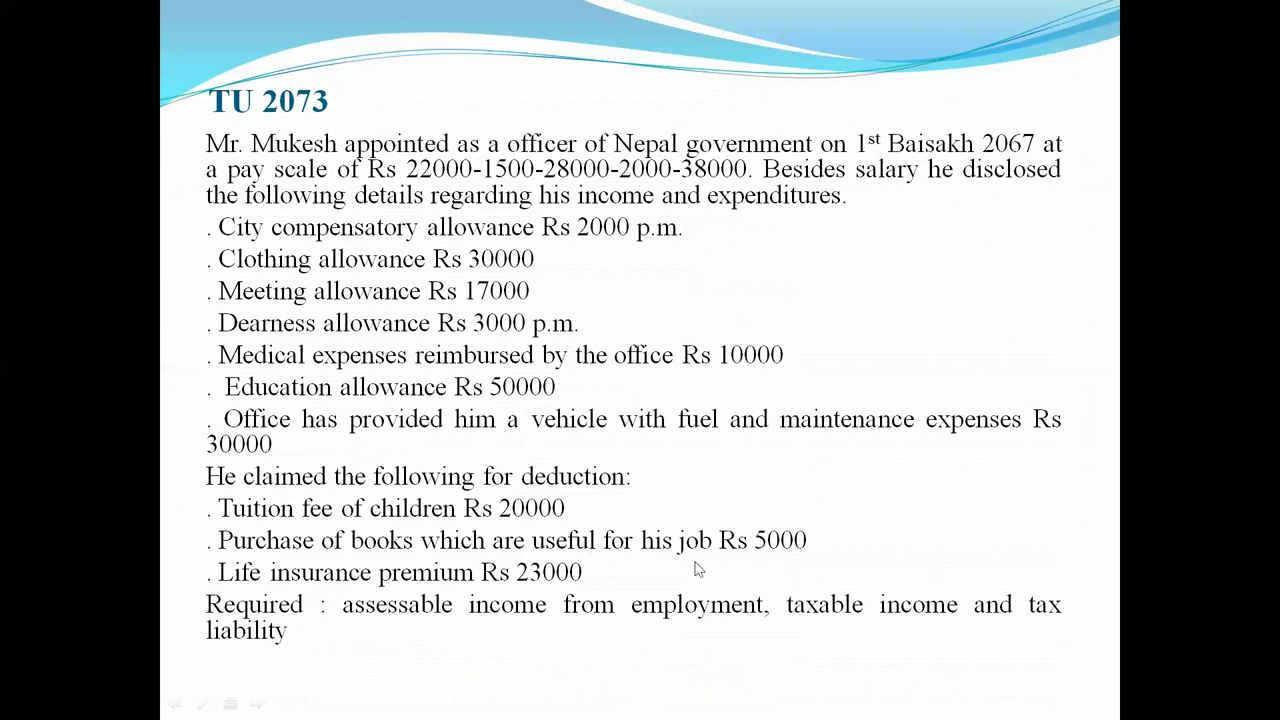 TU 2073
Mr. Mukesh appointed as a officer of Nepal government on 1st Baisakh 2067 at
a pay scale of Rs 22000-1500-28000-2000-38000. Besides salary he disclosed
the following details regarding his income and expenditures.
. City compensatory allowance Rs 2000 p.m.
. Clothing allowance Rs 30000
. Meeting allowance Rs 17000
. Dearness allowance Rs 3000 p.m.
. Medical expenses reimbursed by the office Rs 10000
. Education allowance Rs 50000
. Office has provided him a vehicle with fuel and maintenance expenses Rs
30000
He claimed the following for deduction:
. Tuition fee of children Rs 20000
. Purchase of books which are useful for his job Rs 5000
. Life insurance premium Rs 23000
Required : assessable income from employment, taxable income and tax
liability